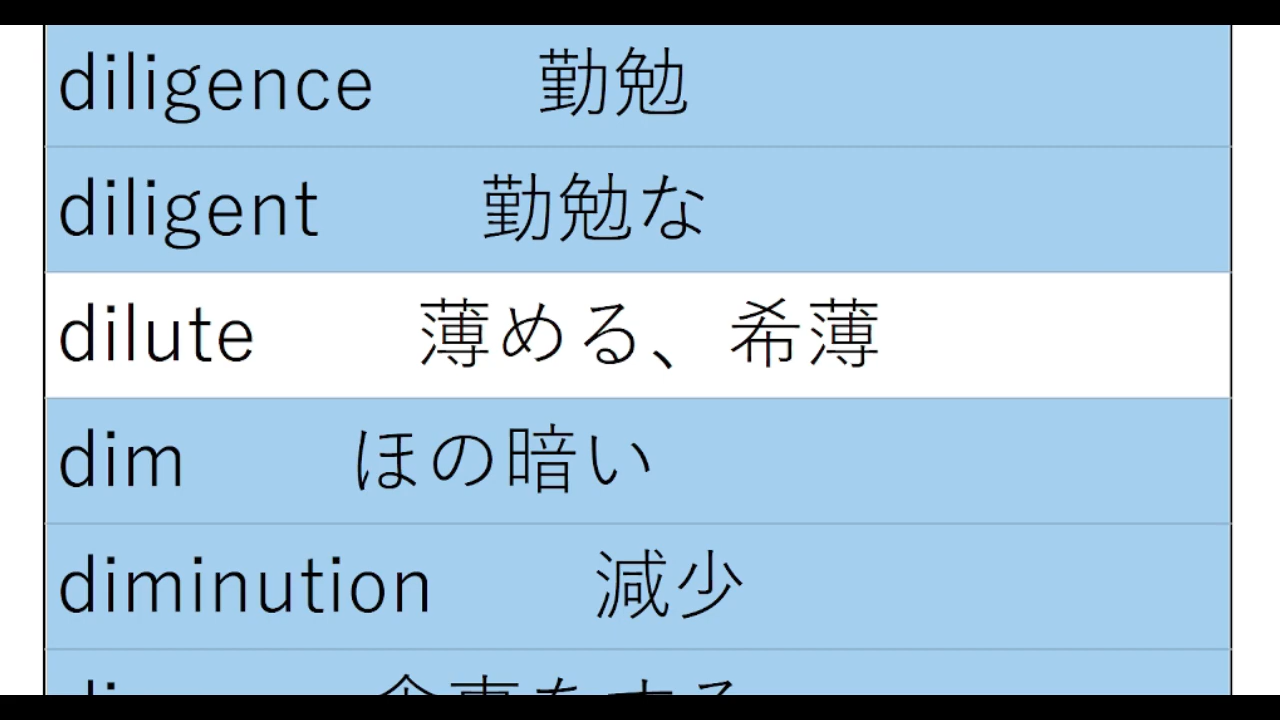 diligence 勤勉
diligent 勤勉な
dilute 薄める、希薄
dim ほの暗い
diminution 減少